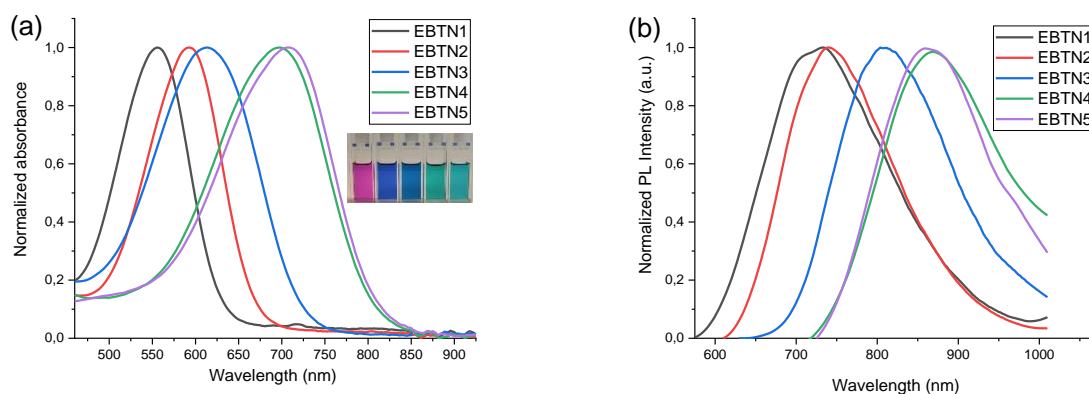 (a)
Normalized absorbance
1,0
0,8
0,6
0,4
0,2
0,0
EBTN1
EBTN2
EBTN3
EBTN4
EBTN5
500 550 600 650 700 750 800 850 900
Wavelength (nm)
(b)
Normalized PL Intensity (a.u.)
1,0
0,8
0,6
0,4
0,2
0,0
EBTN1
EBTN2
EBTN3
EBTN4
EBTN5
600 700 800 900 1000
Wavelength (nm)